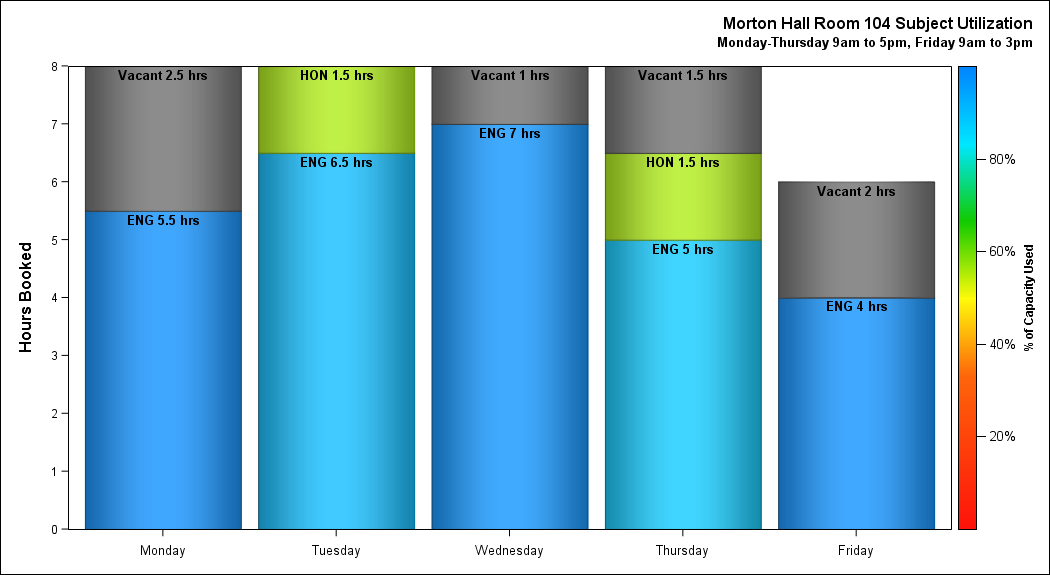 Morton Hall Room 104 Subject Utilization
Monday-Thursday 9am to 5pm, Friday 9am to 3pm
Hours Booked
8
7
6
5
4
3
2
1
0
Vacant 2.5 hrs
ENG 5.5 hrs
HON 1.5 hrs
ENG 6.5 hrs
Vacant 1 hrs
ENG 7 hrs
Vacant 1.5 hrs
HON 1.5 hrs
ENG 5 hrs
Vacant 2 hrs
ENG 4 hrs
Monday
Tuesday
Wednesday
Thursday
Friday
80%
60%
40%
20%
% of Capacity Used